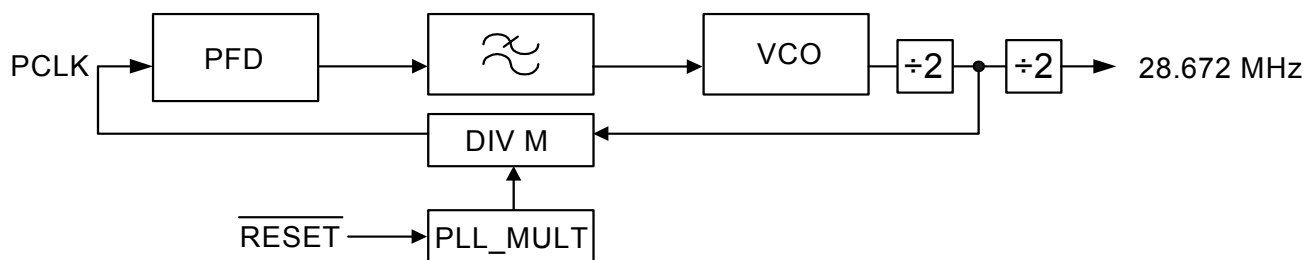 PCLK
PFD
VCO
÷2
÷2
28.672 MHz
DIV M
RESET
PLL_MULT